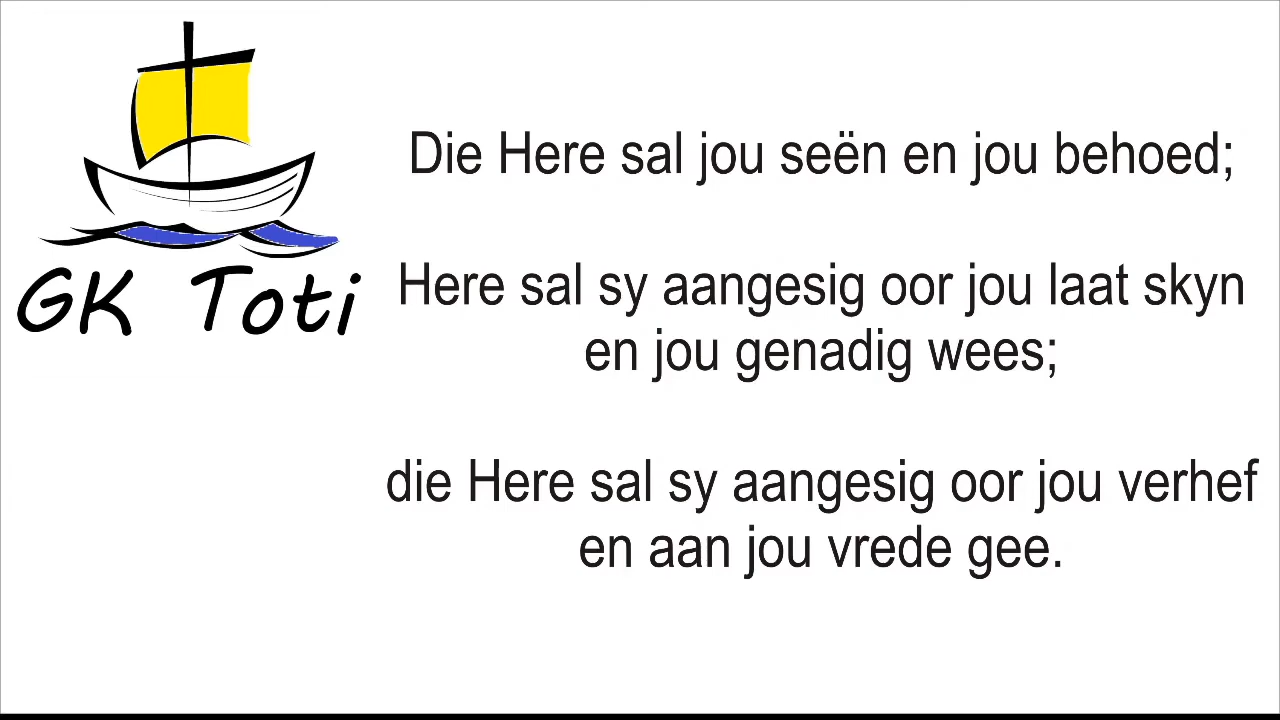 GK Toti
Die Here sal jou seën en jou behoed;
Here sal sy aangesig oor jou laat skyn
en jou genadig wees;
die Here sal sy aangesig oor jou verhef
en aan jou vrede gee.